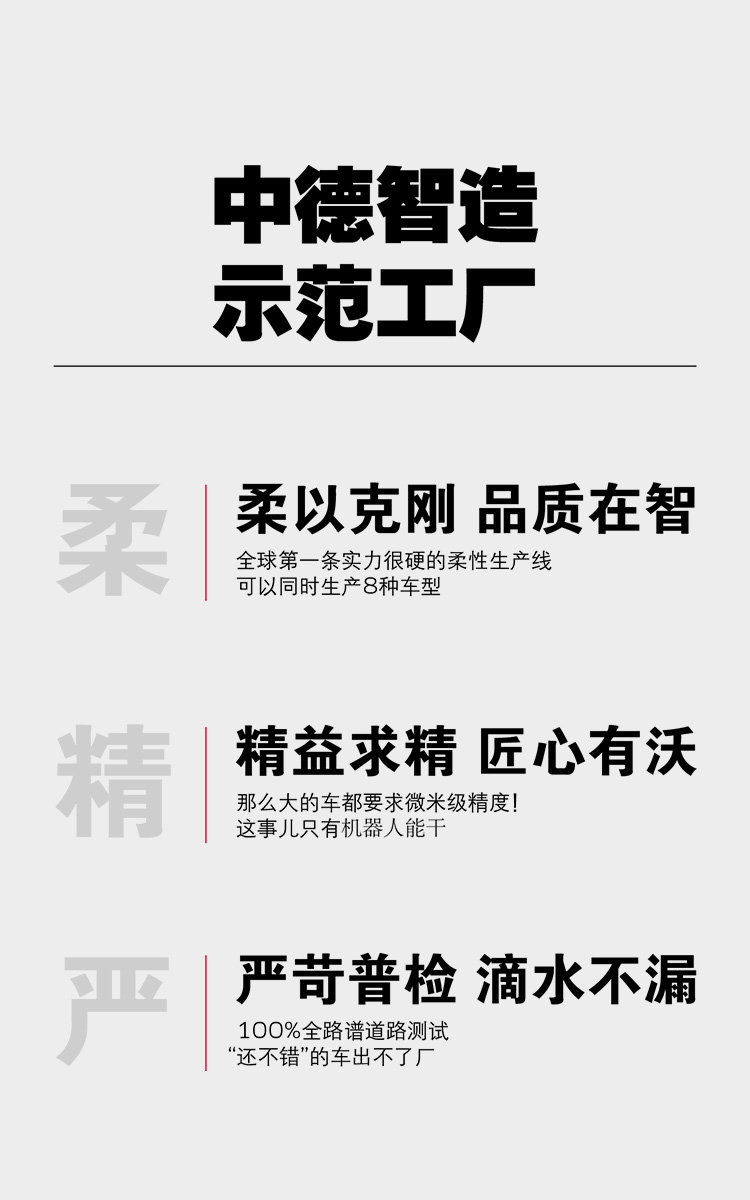 中德智造
示范工厂
柔
柔以克刚 品质在智
全球第一条实力很硬的柔性生产线
可以同时生产8种车型
精
精益求精 匠心有沃
那么大的车都要求微米级精度！
这事儿只有机器人能干
严
严苛普检 滴水不漏
100%全路谱道路测试
“还不错”的车出不了厂